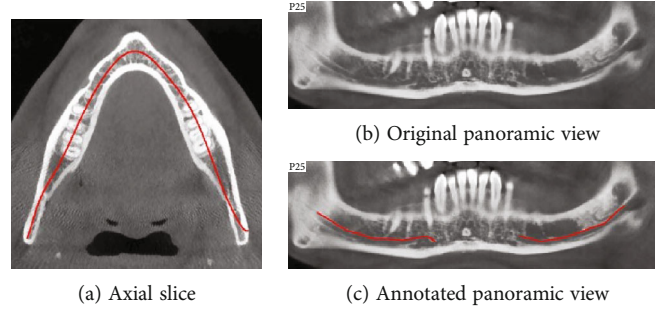 P25
(b) Original panoramic view
P25
(a) Axial slice
(c) Annotated panoramic view